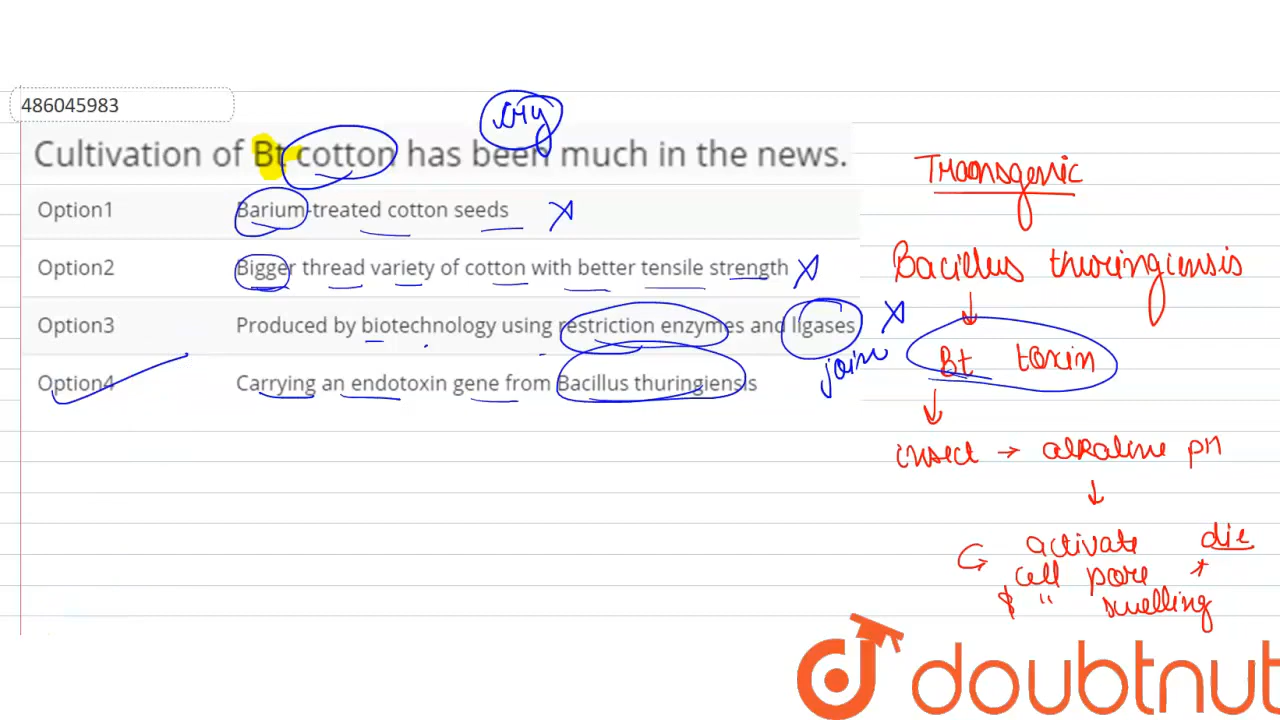 486045983
cry
Cultivation of Bt cotton has been much in the news.
Option1 Barium-treated cotton seeds
Option2 Bigger thread variety of cotton with better tensile strength
Option3 Produced by biotechnology using restriction enzymes and ligases
join
Option4 Carrying an endotoxin gene from Bacillus thuringiensis
Transgenic
Bacillus thuringiensis
Bt toxin
insect → alkaline pH
activate die
cell pore
& " swelling
doubtnut